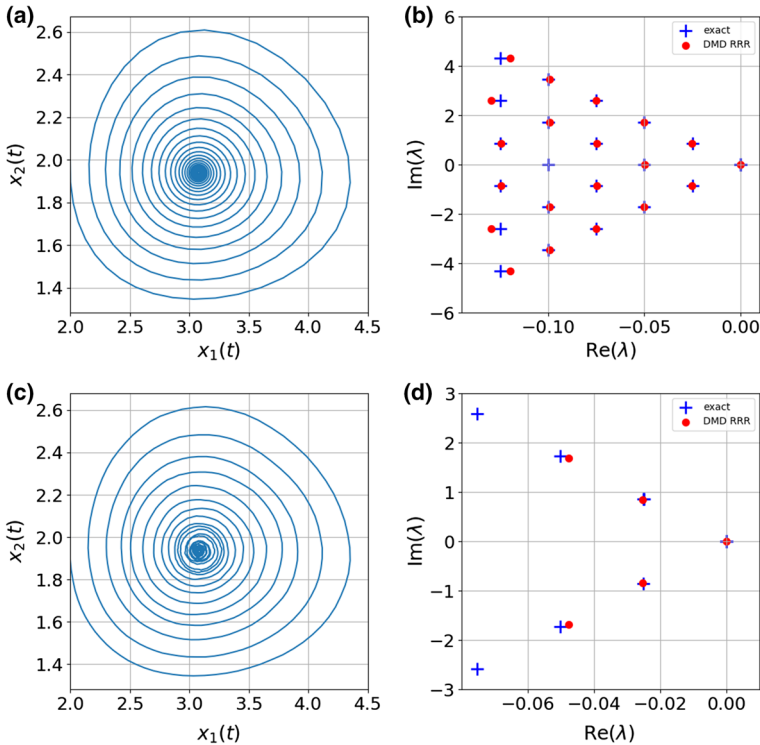 (a)
2.6
2.4
2.2
2.0
1.8
1.6
1.4
x₂(t)
2.0 2.5 3.0 3.5 4.0 4.5
x₁(t)
(b)
6
4
2
0
−2
−4
−6
Im(λ)
exact
DMD RRR
−0.10 −0.05 0.00
Re(λ)
(c)
2.6
2.4
2.2
2.0
1.8
1.6
1.4
x₂(t)
2.0 2.5 3.0 3.5 4.0 4.5
x₁(t)
(d)
3
2
1
0
−1
−2
−3
Im(λ)
exact
DMD RRR
−0.06 −0.04 −0.02 0.00
Re(λ)